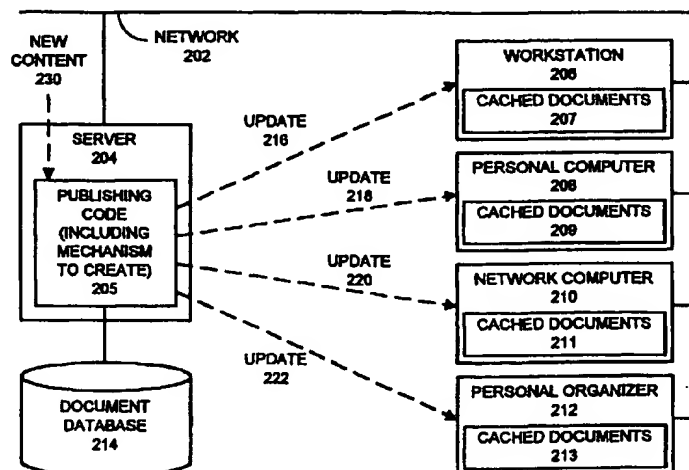 NEW
CONTENT
230
NETWORK
202
SERVER
204
PUBLISHING
CODE
(INCLUDING
MECHANISM
TO CREATE)
205
DOCUMENT
DATABASE
214
UPDATE
216
UPDATE
218
UPDATE
220
UPDATE
222
WORKSTATION
206
CACHED DOCUMENTS
207
PERSONAL COMPUTER
208
CACHED DOCUMENTS
209
NETWORK COMPUTER
210
CACHED DOCUMENTS
211
PERSONAL ORGANIZER
212
CACHED DOCUMENTS
213